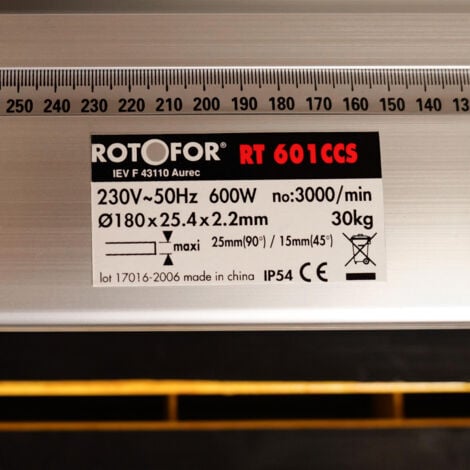 250 240 230 220 210 200 190 180 170 160 150 140 13
ROTOFOR® RT 601CCS
IEV F 43110 Aurec
230V~50Hz 600W no:3000/min
Ø180x25.4x2.2mm 30kg
maxi 25mm(90°) / 15mm(45°)
lot 17016-2006 made in china IP54 CE